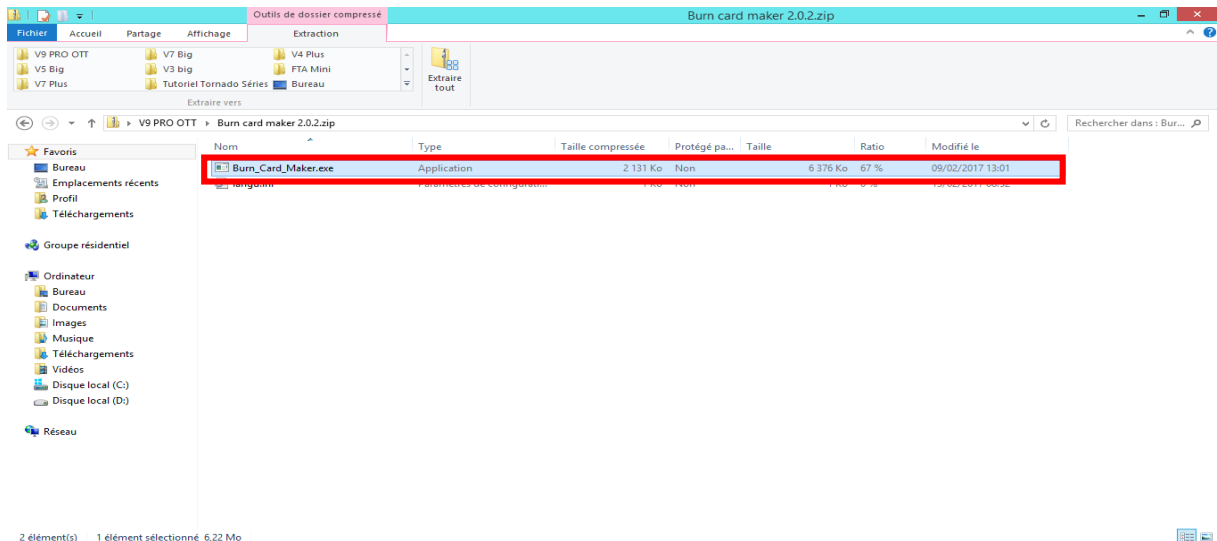 Outils de dossier compressé
Burn card maker 2.0.2.zip
Fichier Accueil Partage Affichage Extraction
V9 PRO OTT V7 Big V4 Plus
V5 Big V3 big FTA Mini
V7 Plus Tutoriel Tornado Séries Bureau
Extraire tout
Extraire vers
V9 PRO OTT Burn card maker 2.0.2.zip
Rechercher dans : Bur...
Nom Type Taille compressée Protégé pa... Taille Ratio Modifié le
Burn_Card_Maker.exe Application 2 131 Ko Non 6 376 Ko 67 % 09/02/2017 13:01
Favoris
Bureau
Emplacements récents
Profil
Téléchargements
Groupe résidentiel
Ordinateur
Bureau
Documents
Images
Musique
Téléchargements
Vidéos
Disque local (C:)
Disque local (D:)
Réseau
2 élément(s) 1 élément sélectionné 6,22 Mo